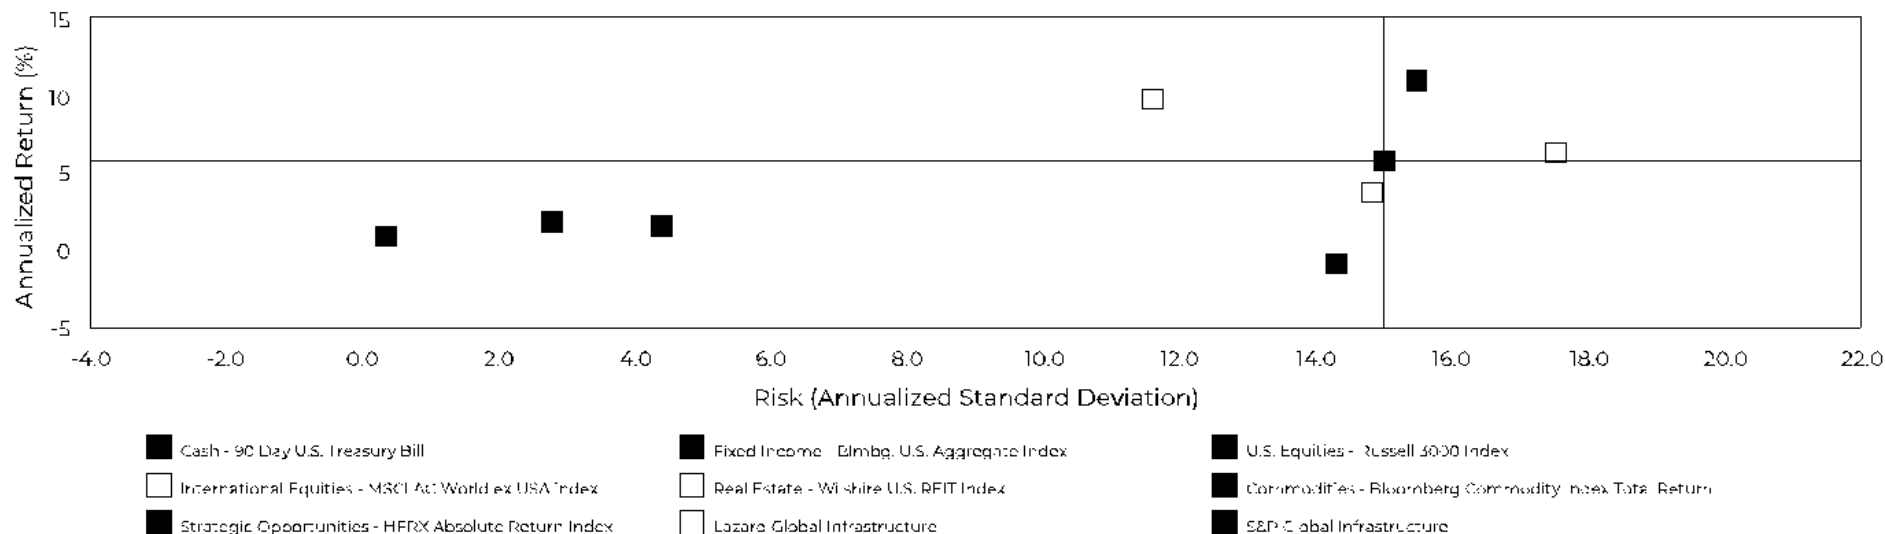 15
10
5
0
-5
Annualized Return (%)
-4.0 -2.0 0.0 2.0 4.0 6.0 8.0 10.0 12.0 14.0 16.0 18.0 20.0 22.0
Risk (Annualized Standard Deviation)
Cash - 90 Day U.S. Treasury Bill Fixed Income - Blmbg. U.S. Aggregate Index U.S. Equities - Russell 3000 Index
International Equities - MSCI AC World ex USA Index Real Estate - Wilshire U.S. REIT Index Commodities - Bloomberg Commodity Index Total Return
Strategic Opportunities - HFRX Absolute Return Index Lazard Global Infrastructure S&P Global Infrastructure